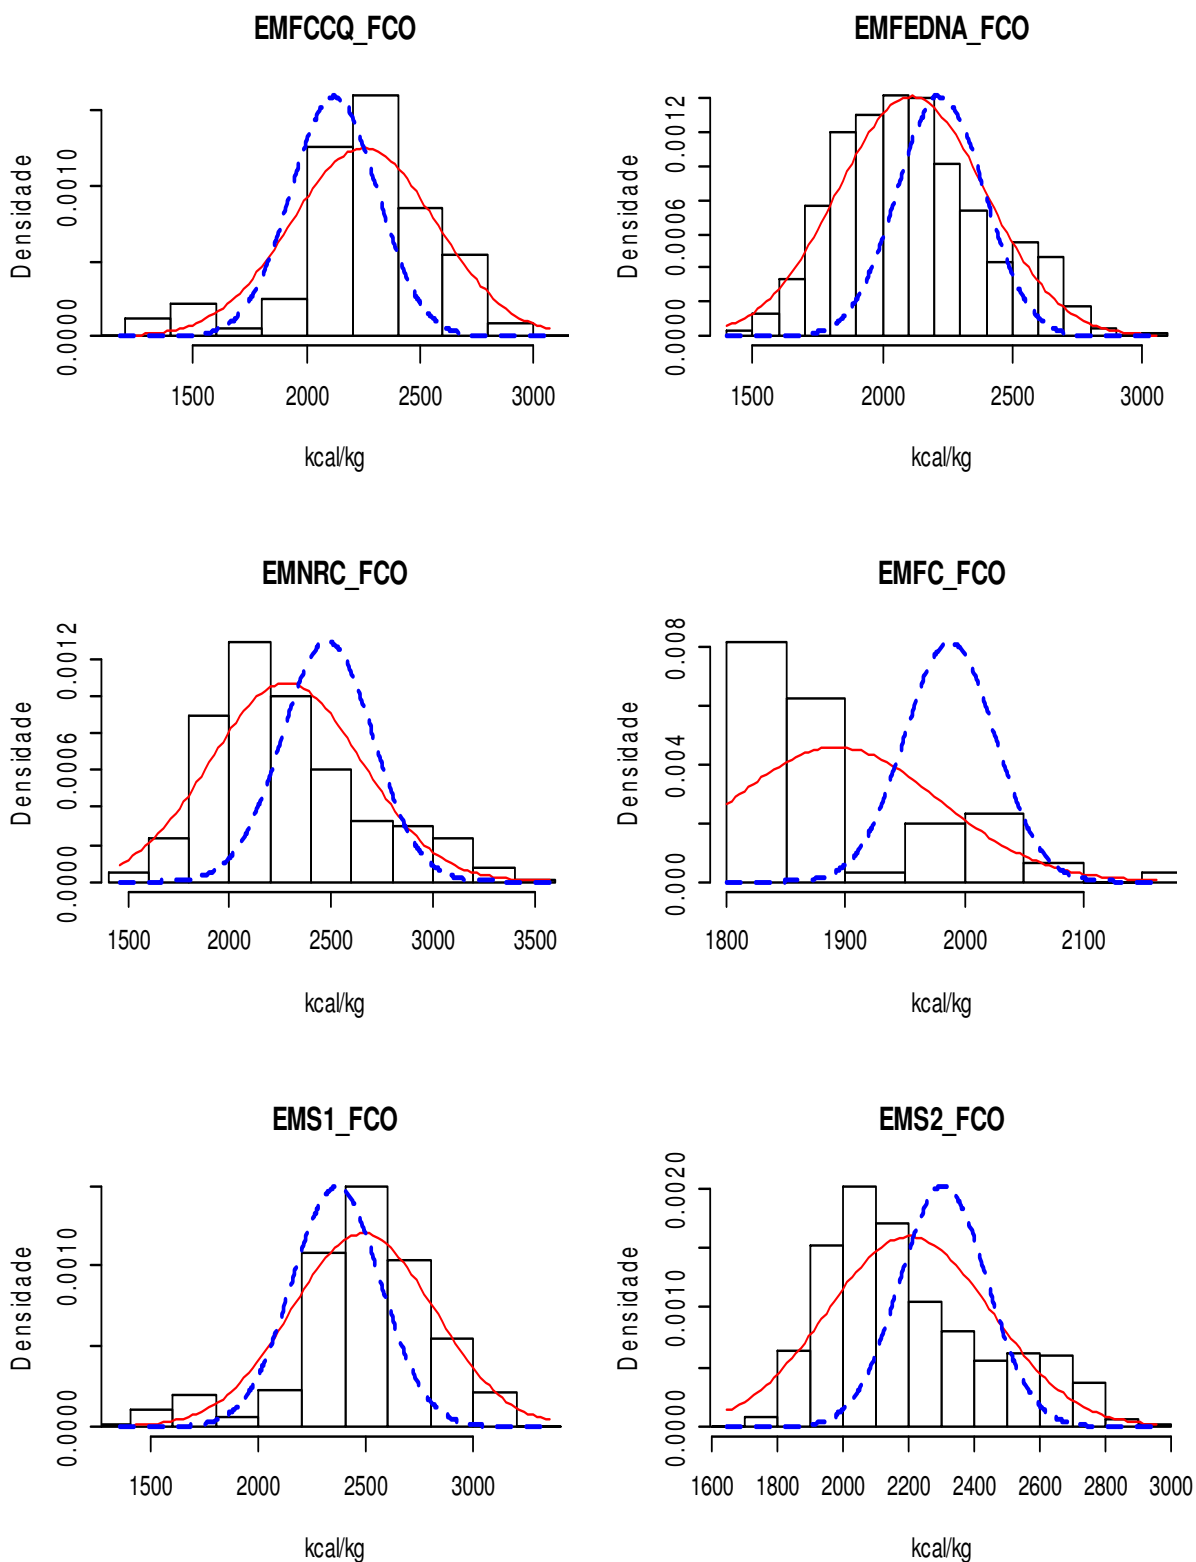 EMFCCQ_FCO
Densidade
0.0000 0.0010
1500 2000 2500 3000
kcal/kg
EMFEDNA_FCO
Densidade
0.0000 0.0006 0.0012
1500 2000 2500 3000
kcal/kg
EMNRC_FCO
Densidade
0.0000 0.0006 0.0012
1500 2000 2500 3000 3500
kcal/kg
EMFC_FCO
Densidade
0.000 0.004 0.008
1800 1900 2000 2100
kcal/kg
EMS1_FCO
Densidade
0.0000 0.0010
1500 2000 2500 3000
kcal/kg
EMS2_FCO
Densidade
0.0000 0.0010 0.0020
1600 1800 2000 2200 2400 2600 2800 3000
kcal/kg